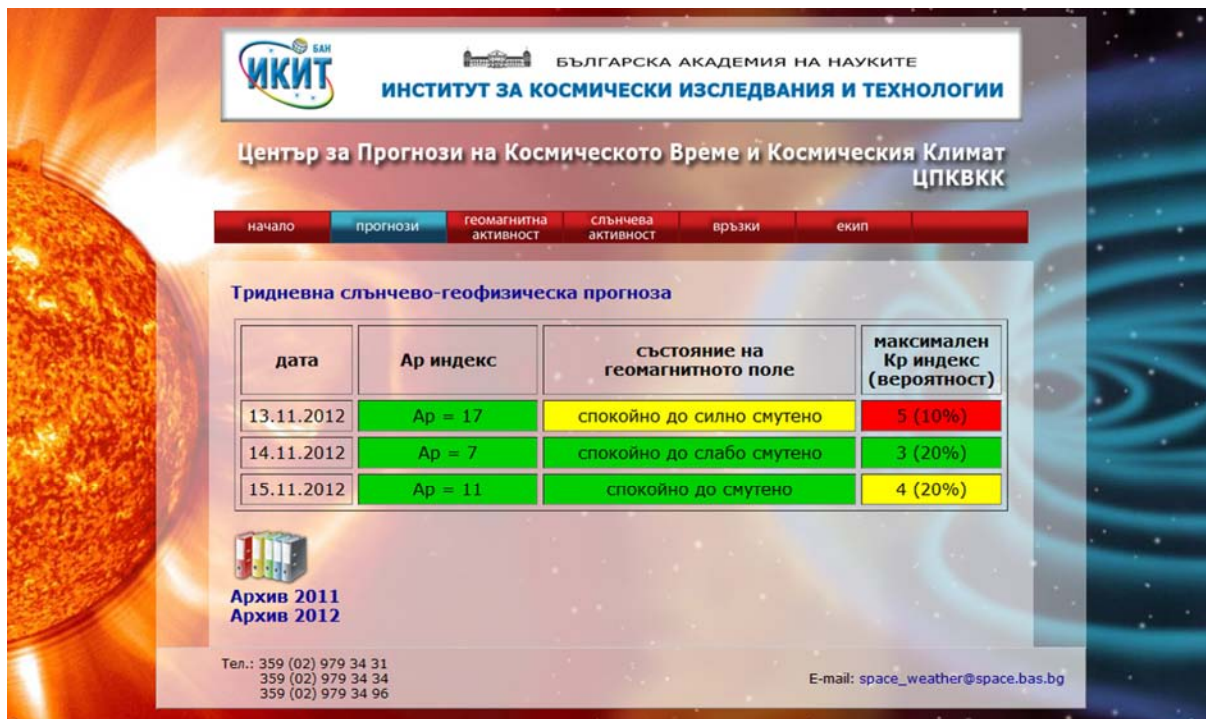 БАН
ИКИТ
БЪЛГАРСКА АКАДЕМИЯ НА НАУКИТЕ
ИНСТИТУТ ЗА КОСМИЧЕСКИ ИЗСЛЕДВАНИЯ И ТЕХНОЛОГИИ
Център за Прогнози на Космическото Време и Космическия Климат
ЦПКВКК
начало
прогнози
геомагнитна
активност
слънчева
активност
връзки
екип
Тридневна слънчево-геофизическа прогноза
дата
Ap индекс
състояние на
геомагнитното поле
максимален
Kp индекс
(вероятност)
13.11.2012 Ap = 17 спокойно до силно смутено 5 (10%)
14.11.2012 Ap = 7 спокойно до слабо смутено 3 (20%)
15.11.2012 Ap = 11 спокойно до смутено 4 (20%)
Архив 2011
Архив 2012
Тел.: 359 (02) 979 34 31
359 (02) 979 34 34
359 (02) 979 34 96
E-mail: space_weather@space.bas.bg